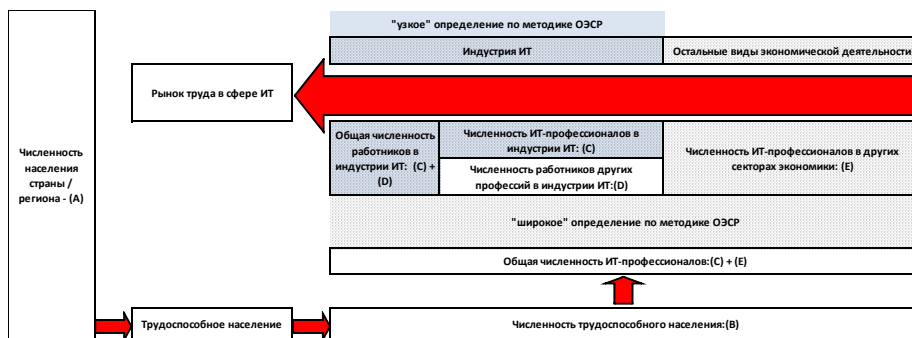 "узкое" определение по методике ОЭСР
Индустрия ИТ
Остальные виды экономической деятельности
Рынок труда в сфере ИТ
Численность
населения
страны /
региона - (A)
Общая численность
работников в
индустрии ИТ: (C) +
(D)
Численность ИТ-профессионалов в
индустрии ИТ: (C)
Численность работников других
профессий в индустрии ИТ:(D)
Численность ИТ-профессионалов в других
секторах экономики: (E)
"широкое" определение по методике ОЭСР
Общая численность ИТ-профессионалов:(C) + (E)
Трудоспособное население
Численность трудоспособного населения:(B)